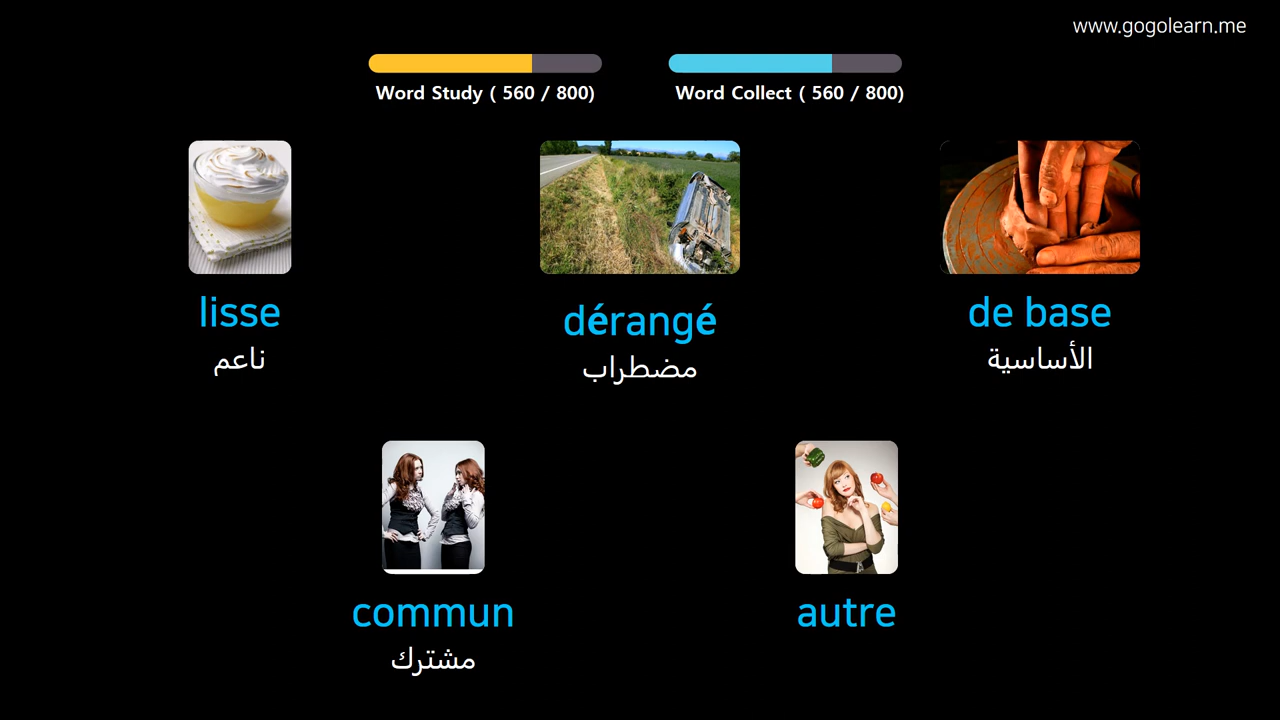 www.gogolearn.me
Word Study ( 560 / 800)
Word Collect ( 560 / 800)
lisse
ناعم
dérangé
مضطراب
de base
الأساسية
commun
مشترك
autre